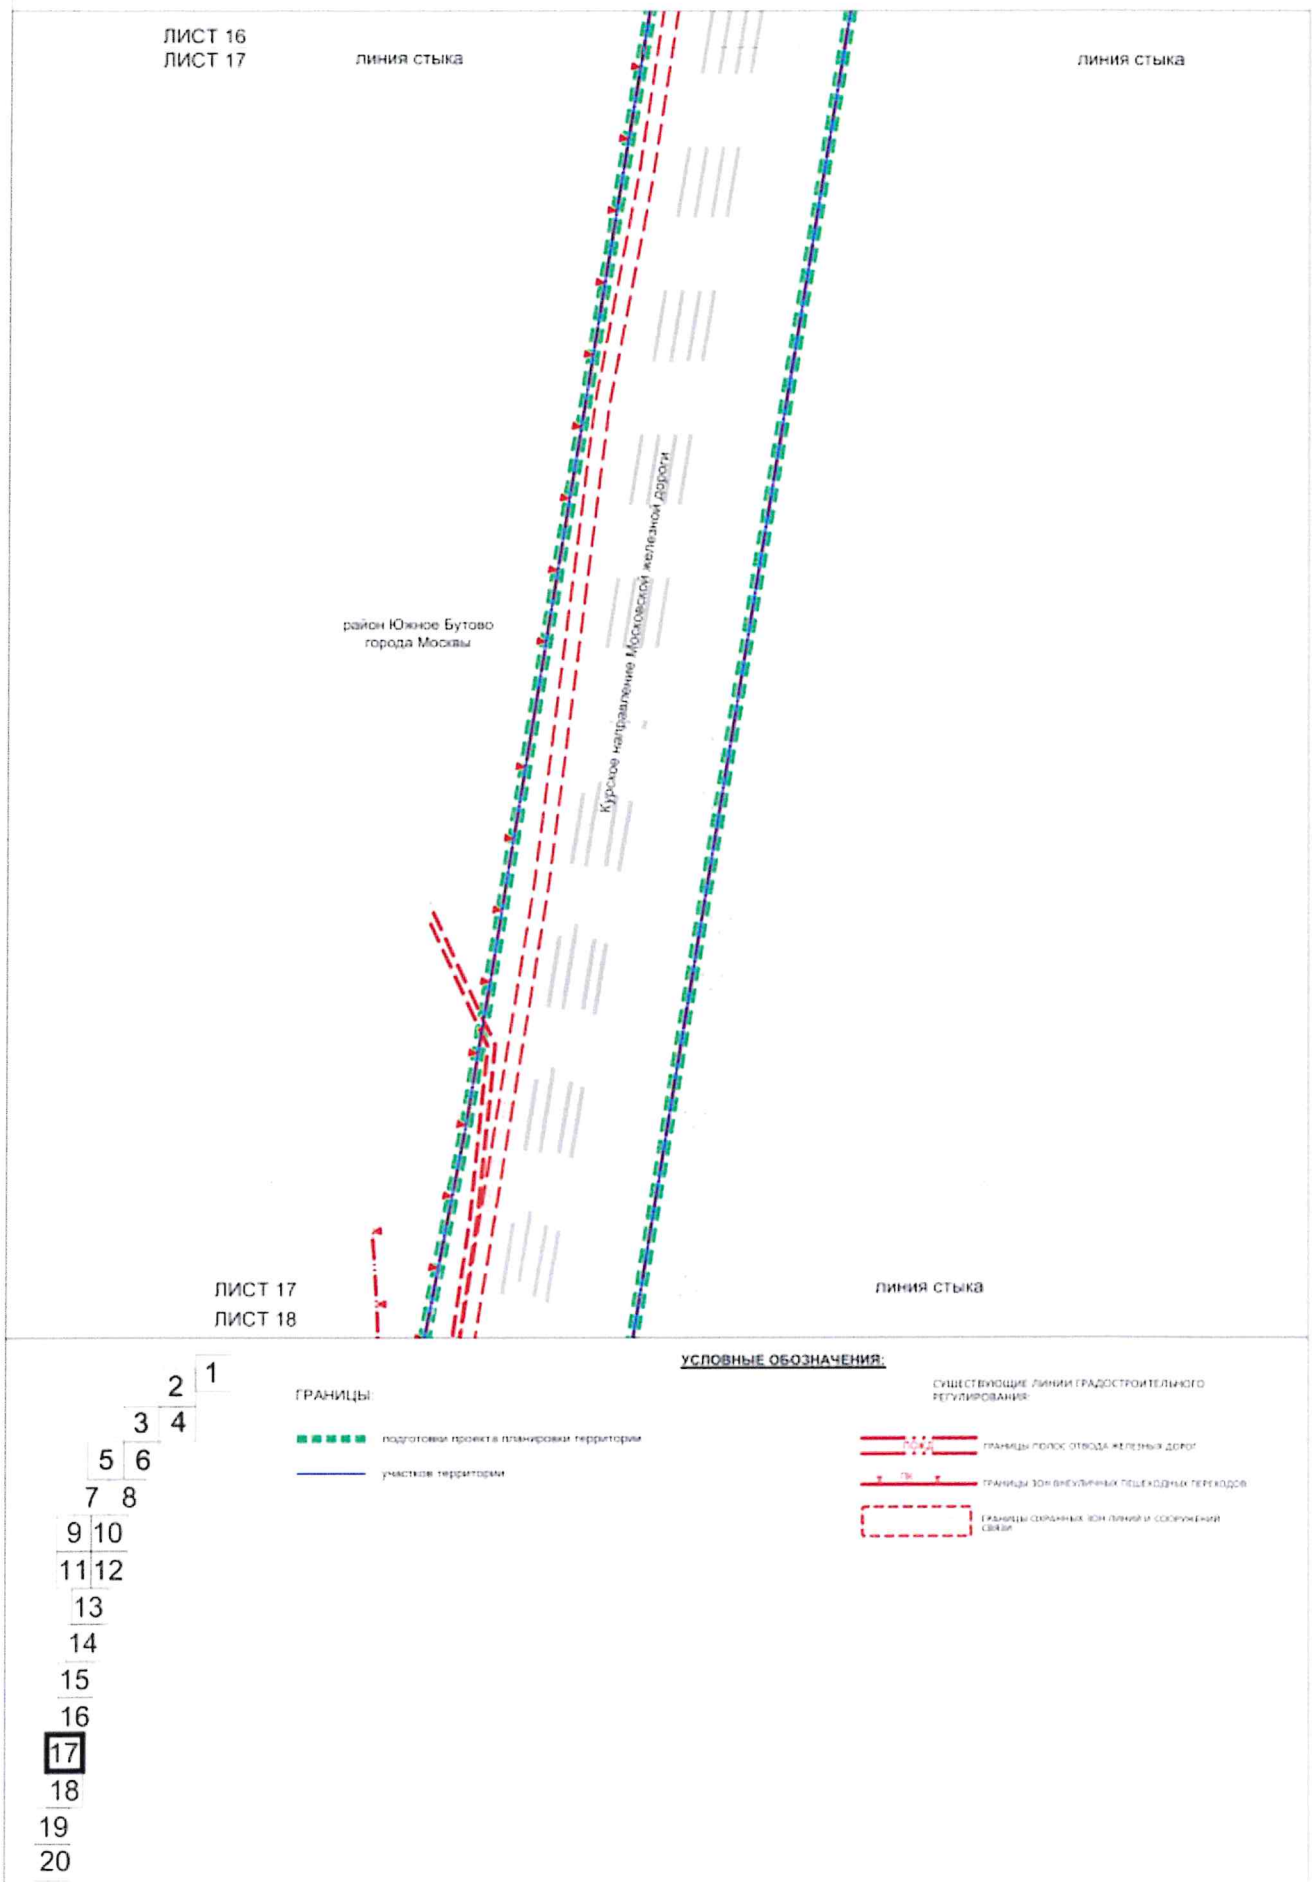 ЛИСТ 16
ЛИСТ 17
линия стыка
линия стыка
Курское направление Московской железной дороги
район Южное Бутово
города Москвы
ЛИСТ 17
ЛИСТ 18
линия стыка
УСЛОВНЫЕ ОБОЗНАЧЕНИЯ:
ГРАНИЦЫ:
подготовки проекта планировки территории
участков территории
СУЩЕСТВУЮЩИЕ ЛИНИИ ГРАДОСТРОИТЕЛЬНОГО
РЕГУЛИРОВАНИЯ:
ПОЖД
ГРАНИЦЫ ПОЛОС ОТВОДА ЖЕЛЕЗНЫХ ДОРОГ
ПК
ГРАНИЦЫ ЗОН ВНЕУЛИЧНЫХ ПЕШЕХОДНЫХ ПЕРЕХОДОВ
ГРАНИЦЫ ОХРАННЫХ ЗОН ЛИНИЙ И СООРУЖЕНИЙ
СВЯЗИ
1
2
3 4
5 6
7 8
9 10
11 12
13
14
15
16
17
18
19
20